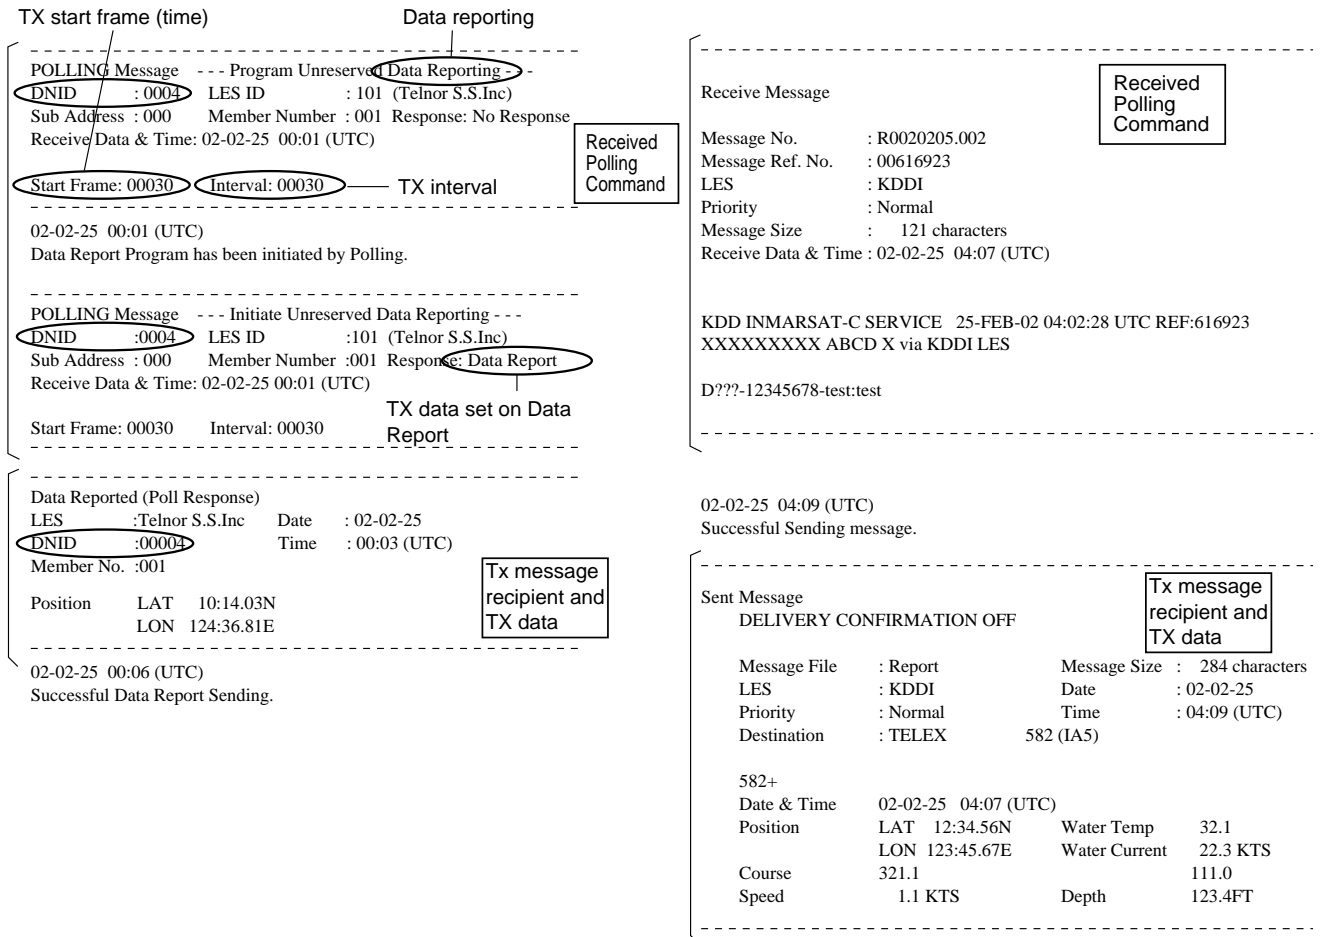 TX start frame (time)
Data reporting
POLLING Message - - - Program Unreserved Data Reporting - - -
DNID : 0004 LES ID : 101 (Telnor S.S.Inc)
Sub Address : 000 Member Number : 001 Response: No Response
Receive Data & Time: 02-02-25 00:01 (UTC)
Received
Polling
Command
Start Frame: 00030 Interval: 00030
TX interval
02-02-25 00:01 (UTC)
Data Report Program has been initiated by Polling.
POLLING Message - - - Initiate Unreserved Data Reporting - - -
DNID :0004 LES ID :101 (Telnor S.S.Inc)
Sub Address : 000 Member Number :001 Response: Data Report
Receive Data & Time: 02-02-25 00:01 (UTC)
TX data set on Data
Report
Start Frame: 00030 Interval: 00030
Data Reported (Poll Response)
LES :Telnor S.S.Inc Date : 02-02-25
DNID :00004 Time : 00:03 (UTC)
Member No. :001
Tx message
recipient and
TX data
Position LAT 10:14.03N
LON 124:36.81E
02-02-25 00:06 (UTC)
Successful Data Report Sending.
Receive Message
Received
Polling
Command
Message No. : R0020205.002
Message Ref. No. : 00616923
LES : KDDI
Priority : Normal
Message Size : 121 characters
Receive Data & Time : 02-02-25 04:07 (UTC)
KDD INMARSAT-C SERVICE 25-FEB-02 04:02:28 UTC REF:616923
XXXXXXXXX ABCD X via KDDI LES
D???-12345678-test:test
02-02-25 04:09 (UTC)
Successful Sending message.
Sent Message
DELIVERY CONFIRMATION OFF
Tx message
recipient and
TX data
Message File : Report Message Size : 284 characters
LES : KDDI Date : 02-02-25
Priority : Normal Time : 04:09 (UTC)
Destination : TELEX 582 (IA5)
582+
Date & Time 02-02-25 04:07 (UTC)
Position LAT 12:34.56N Water Temp 32.1
LON 123:45.67E Water Current 22.3 KTS
Course 321.1 111.0
Speed 1.1 KTS Depth 123.4FT